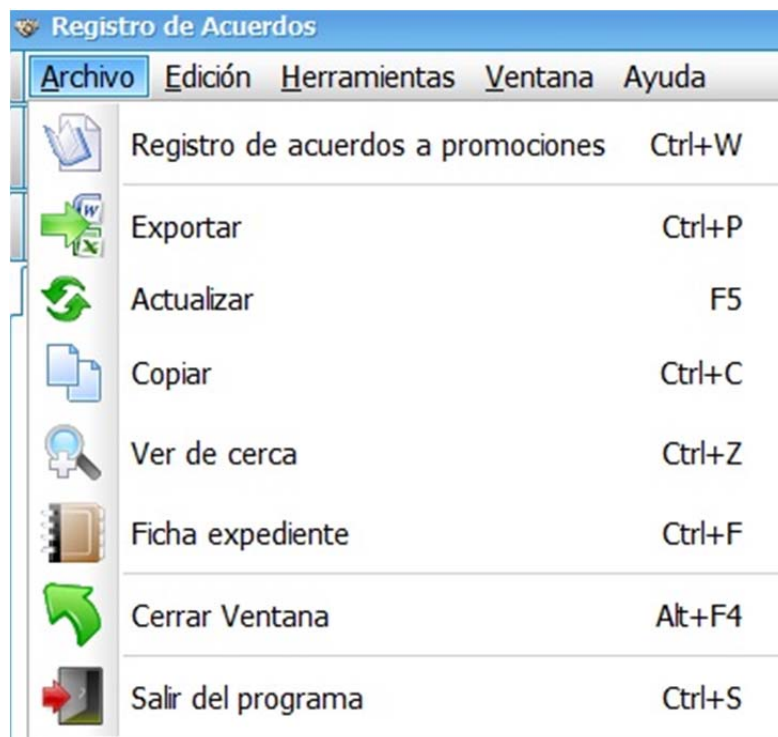 Registro de Acuerdos
Archivo Edición Herramientas Ventana Ayuda
Registro de acuerdos a promociones Ctrl+W
W
Exportar Ctrl+P
X
Actualizar F5
Copiar Ctrl+C
Ver de cerca Ctrl+Z
Ficha expediente Ctrl+F
Cerrar Ventana Alt+F4
Salir del programa Ctrl+S